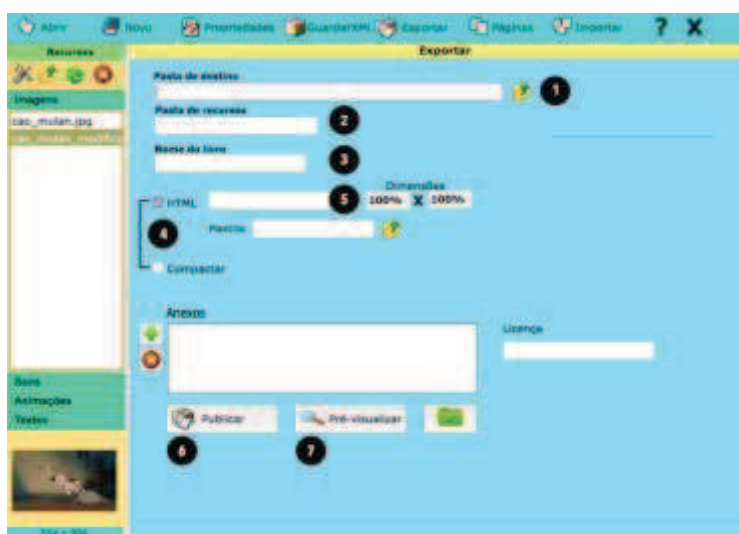 Abrir Novo Propriedades GuardarXML Exportar Páginas Importar ? X
Recursos
Exportar
Pasta de destino
1
Imagens
Pasta de recursos
cao_mulan.jpg
2
Nome do livro
3
Dimensões
HTML 5 100% X 100%
4
Compactar
Anexos
Licença
Sons
Animações
Textos
Publicar Pré-visualizar
6 7